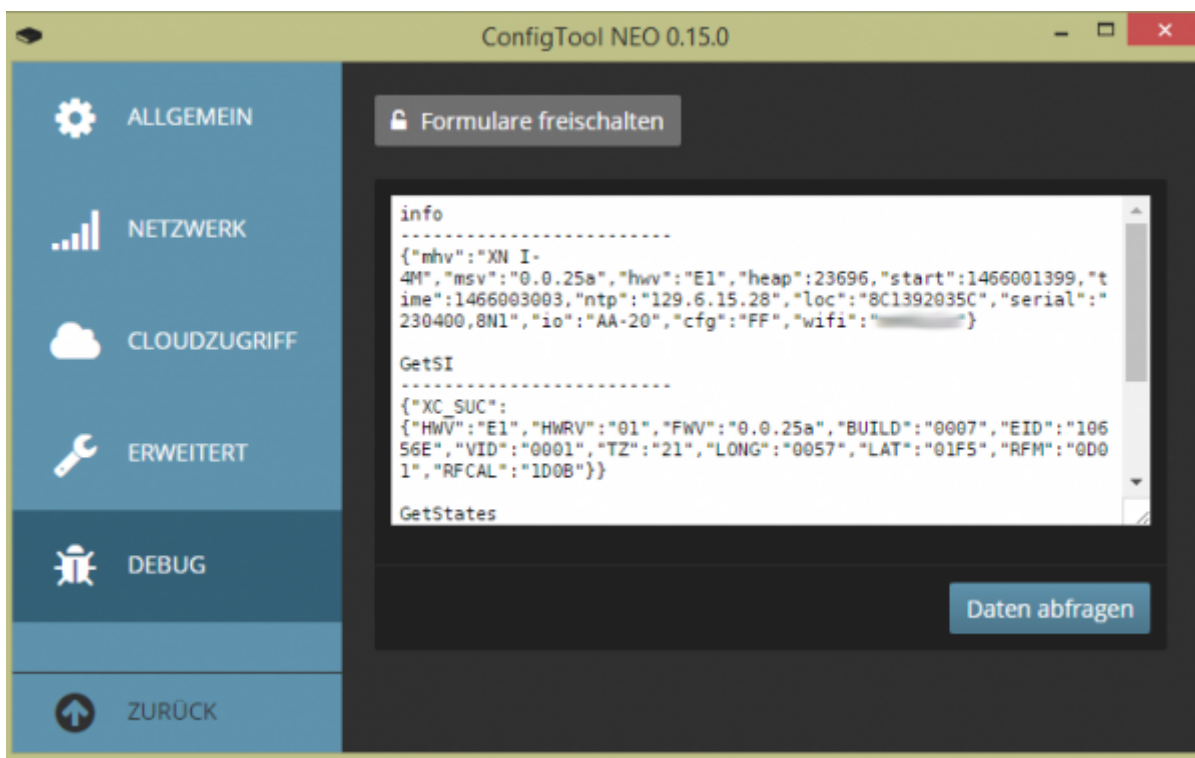 ConfigTool NEO 0.15.0
ALLGEMEIN
NETZWERK
CLOUDZUGRIFF
ERWEITERT
DEBUG
ZURÜCK
Formulare freischalten
info
--------------------------
{"mhv":"XN I-
4M","msv":"0.0.25a","hwv":"E1","heap":23696,"start":1466001399,"t
ime":1466003003,"ntp":"129.6.15.28","loc":"8C1392035C","serial":"
230400,8N1","io":"AA-20","cfg":"FF","wifi":" "}
GetSI
--------------------------
{"XC_SUC":
{"HWV":"E1","HWRV":"01","FWV":"0.0.25a","BUILD":"0007","EID":"106
56E","VID":"0001","TZ":"21","LONG":"0057","LAT":"01F5","RFM":"0D0
1","RFCAL":"1D0B"}}
GetStates
Daten abfragen